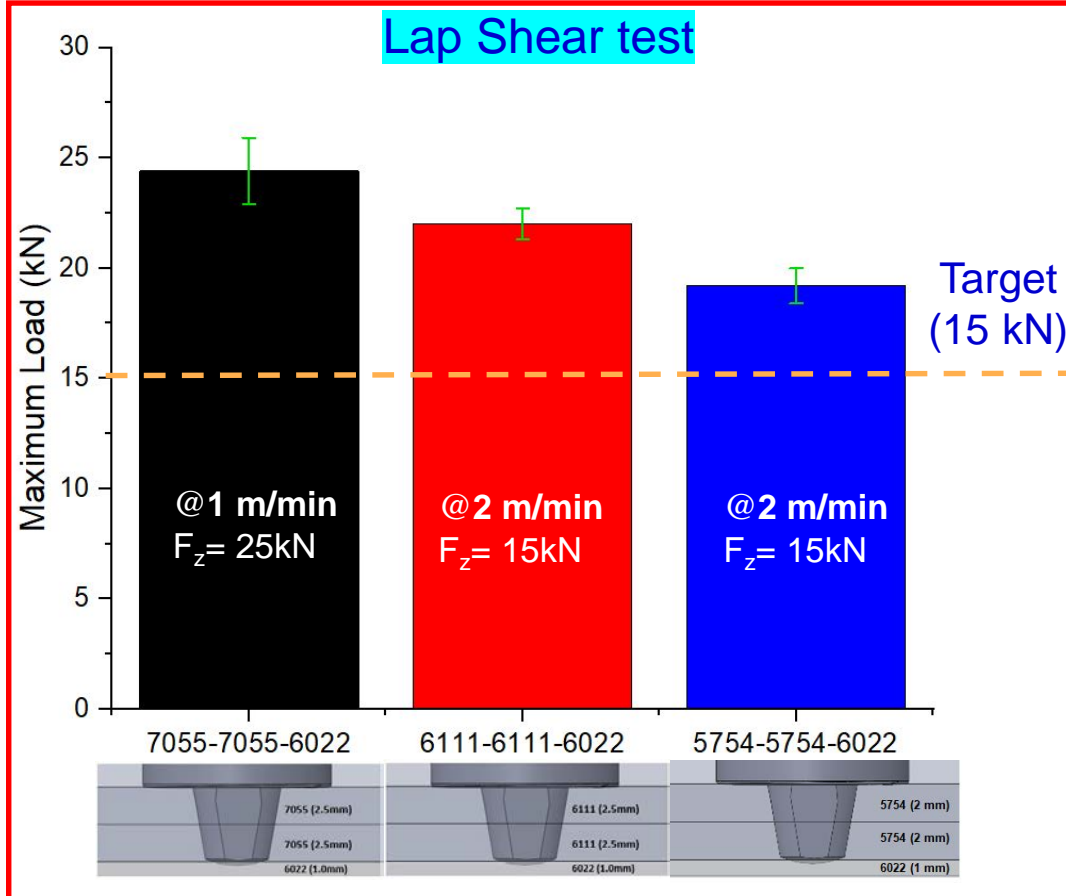 Lap Shear test
30
25
20
15
10
5
0
Maximum Load (kN)
Target
(15 kN)
@1 m/min
Fz= 25kN
@2 m/min
Fz= 15kN
@2 m/min
Fz= 15kN
7055-7055-6022
6111-6111-6022
5754-5754-6022
7055 (2.5mm)
7055 (2.5mm)
6022 (1.0mm)
6111 (2.5mm)
6111 (2.5mm)
6022 (1.0mm)
5754 (2 mm)
5754 (2 mm)
6022 (1 mm)